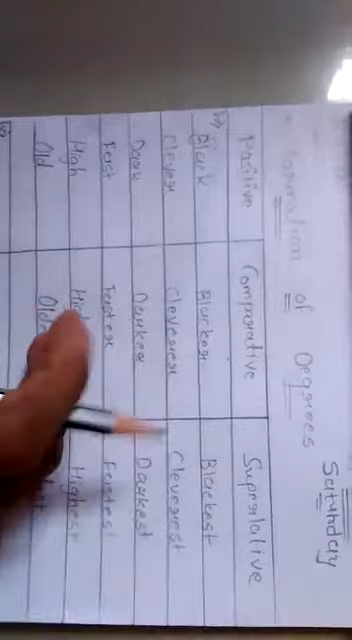 Saturday
Formation of Degrees
Positive Comparative Superlative
Black Blacker Blackest
Clever Cleverer Cleverest
Dark Darker Darkest
Fast Faster Fastest
High Highest
Old